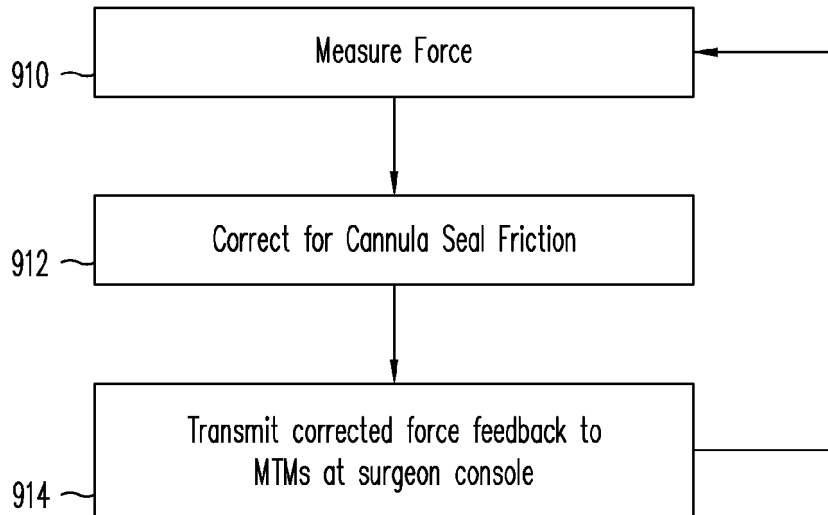 Measure Force
910
Correct for Cannula Seal Friction
912
Transmit corrected force feedback to
MTMs at surgeon console
914